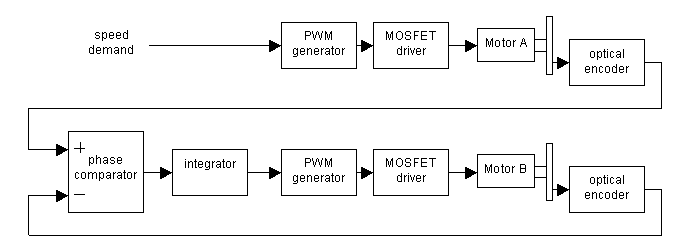 speed
demand
PWM
generator
MOSFET
driver
Motor A
optical
encoder
+
phase
comparator
−
integrator
PWM
generator
MOSFET
driver
Motor B
optical
encoder